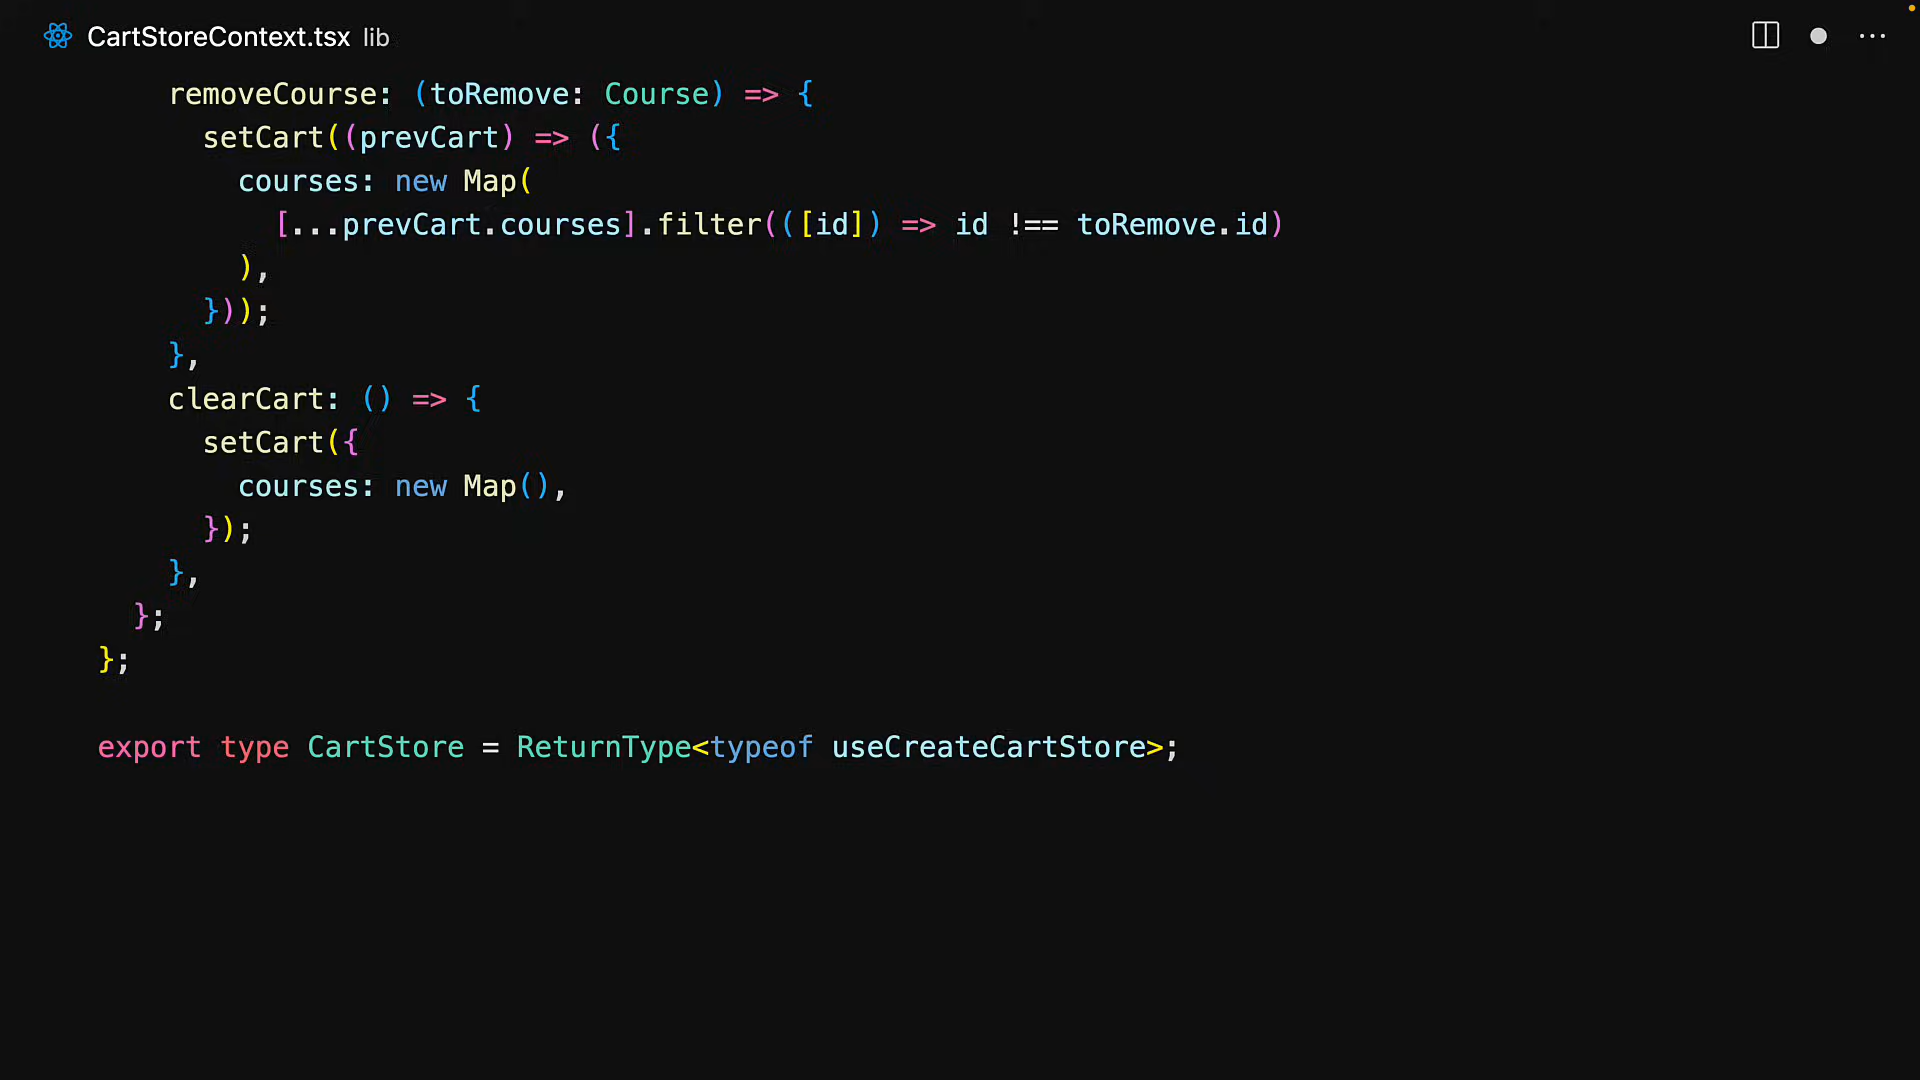 CartStoreContext.tsx lib
removeCourse: (toRemove: Course) => {
setCart((prevCart) => ({
courses: new Map(
[...prevCart.courses].filter(([id]) => id !== toRemove.id)
),
}));
},
clearCart: () => {
setCart({
courses: new Map(),
});
},
};
};
export type CartStore = ReturnType<typeof useCreateCartStore>;